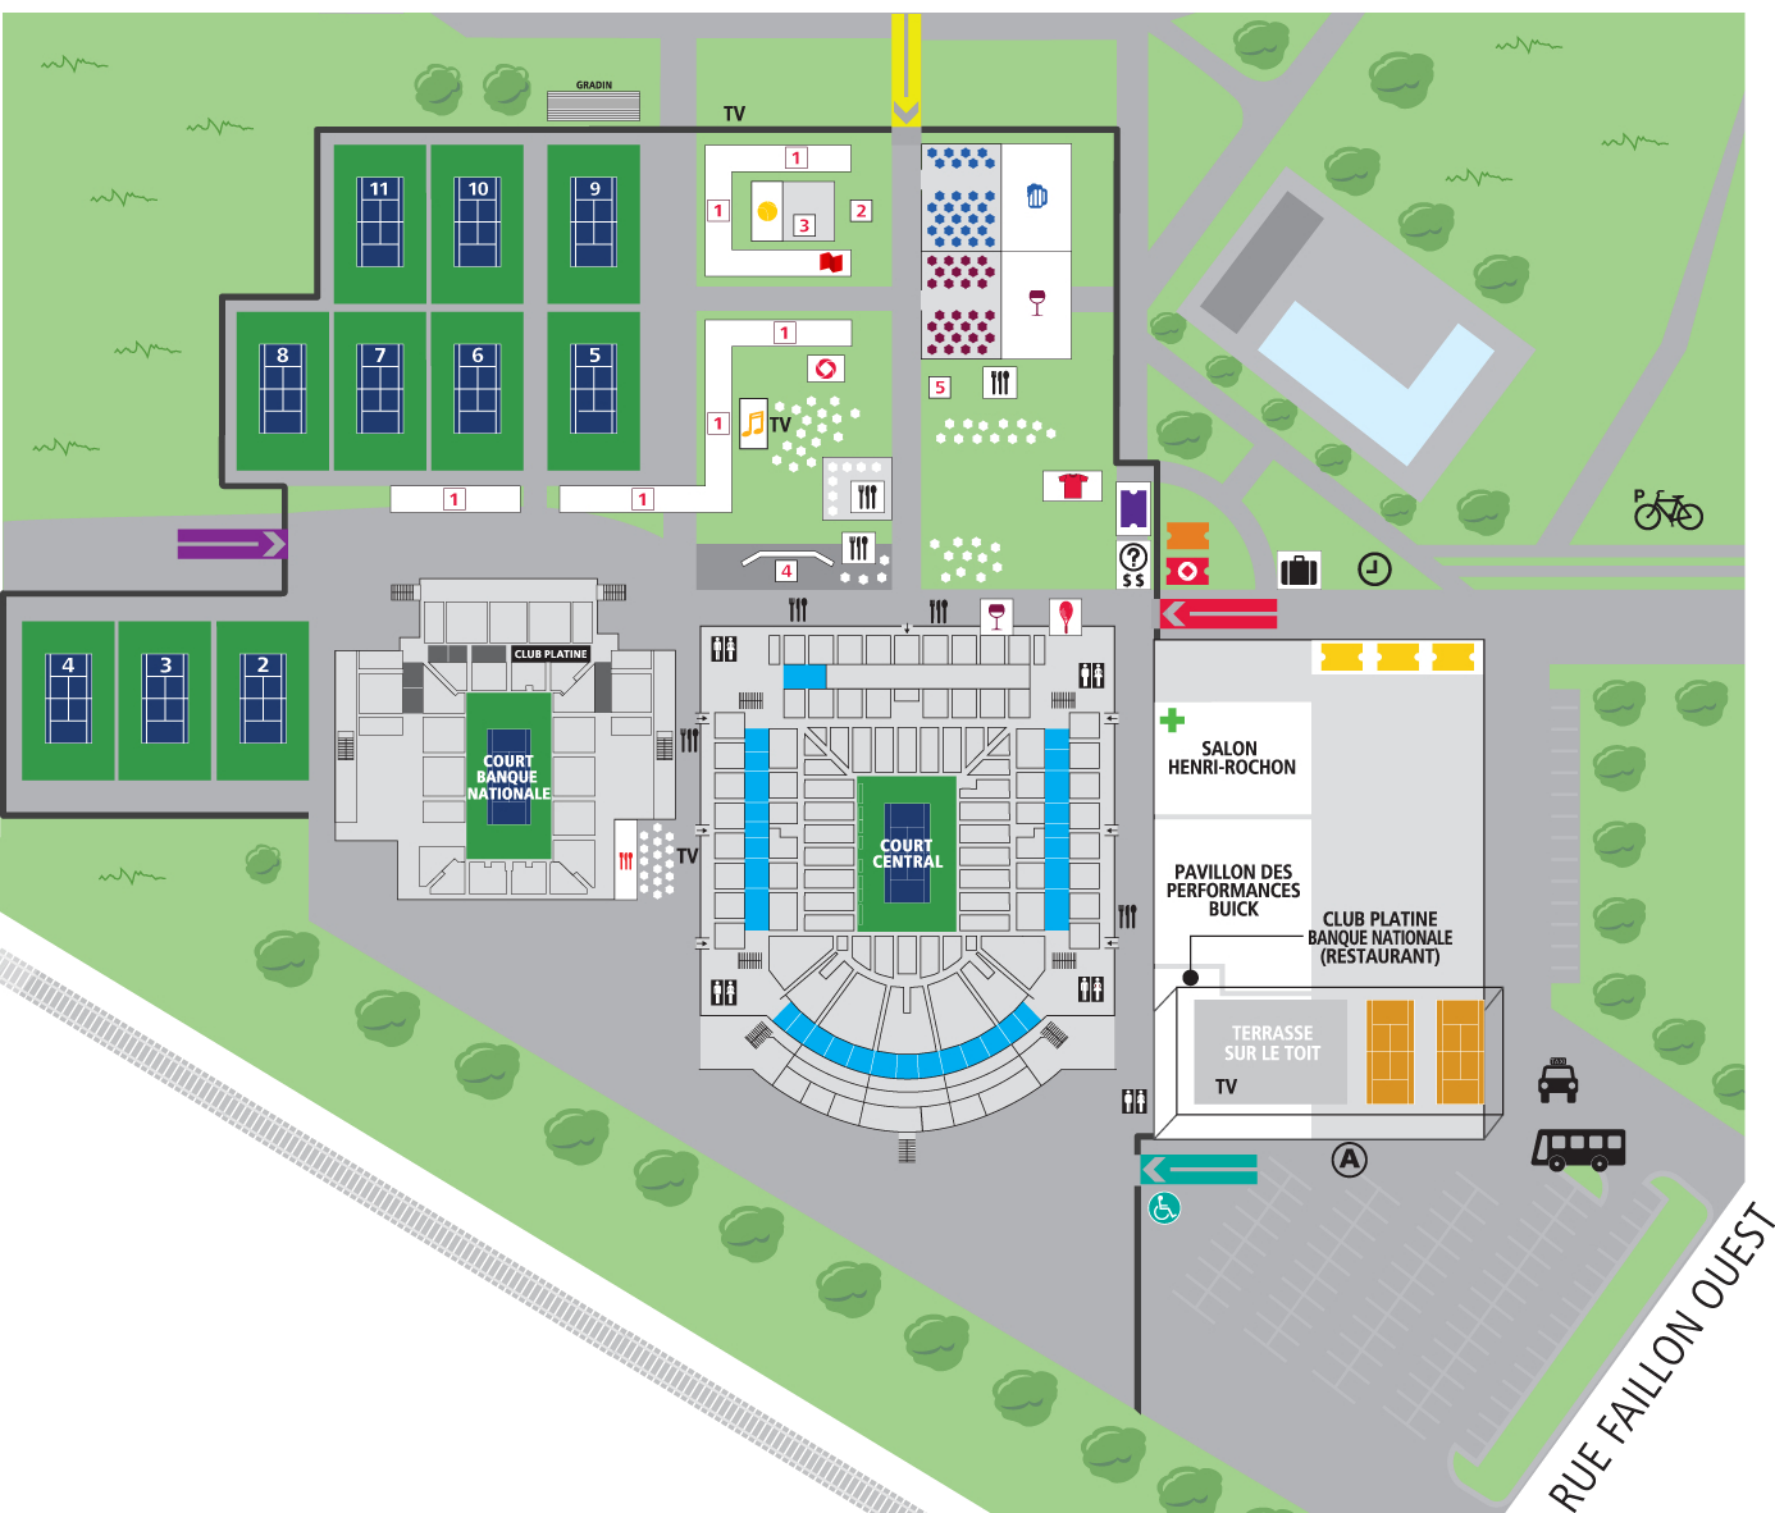 GRADIN
TV
1
11
10
9
1
2
3
8
7
6
5
1
5
1
TV
1
1
P
?
$ $
4
4
3
2
CLUB PLATINE
COURT
BANQUE
NATIONALE
TV
COURT
CENTRAL
SALON
HENRI-ROCHON
PAVILLON DES
PERFORMANCES
BUICK
CLUB PLATINE
BANQUE NATIONALE
(RESTAURANT)
TERRASSE
SUR LE TOIT
TV
TAXI
A
RUE FAILLON OUEST